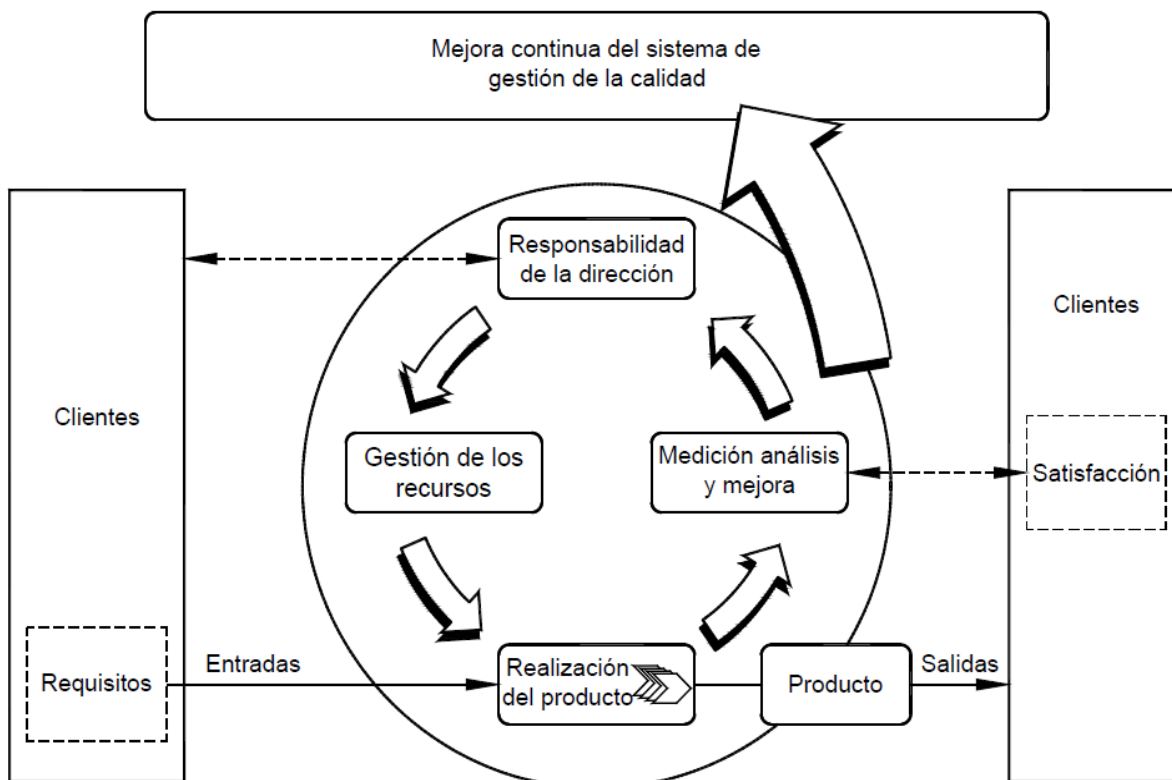 Mejora continua del sistema de
gestión de la calidad
Responsabilidad
de la dirección
Clientes
Clientes
Gestión de los
recursos
Medición análisis
y mejora
Satisfacción
Requisitos
Entradas
Realización
del producto
Producto
Salidas